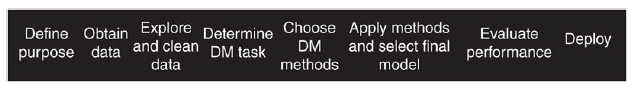 Define
purpose
Obtain
data
Explore
and clean
data
Determine
DM task
Choose
DM
methods
Apply methods
and select final
model
Evaluate
performance
Deploy